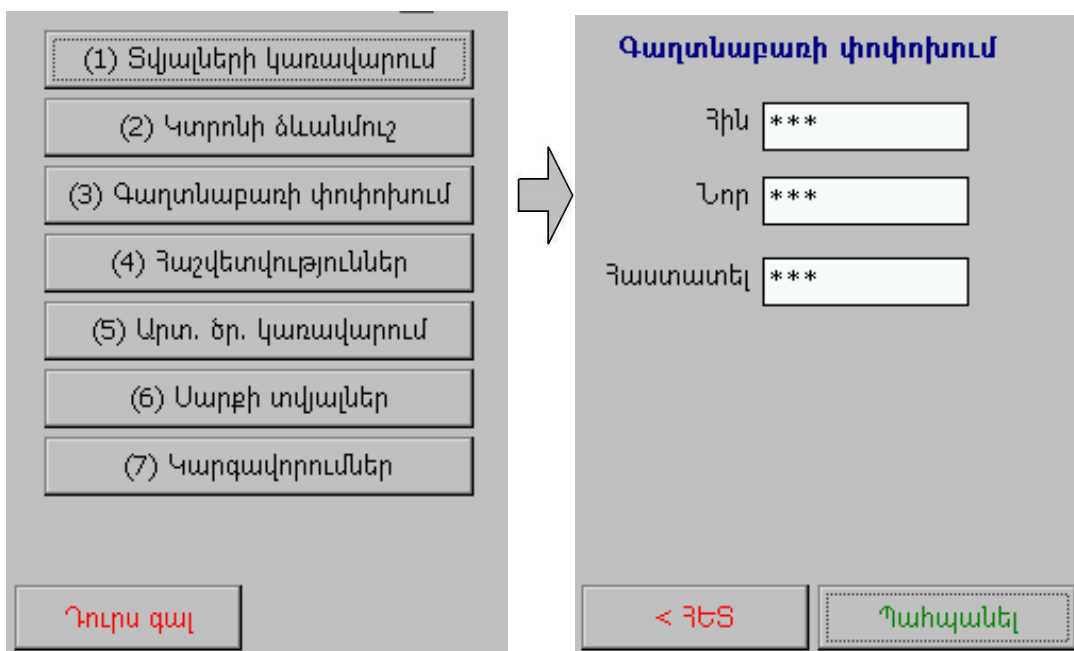 (1) Տվյալների կառավարում
(2) Կտրոնի ձևանմուշ
(3) Գաղտնաբառի փոփոխում
(4) Հաշվետվություններ
(5) Արտ. ծր. կառավարում
(6) Սարքի տվյալներ
(7) Կարգավորումներ
Դուրս գալ
Գաղտնաբառի փոփոխում
Հին ***
Նոր ***
Հաստատել ***
< ՀԵՏ
Պահպանել